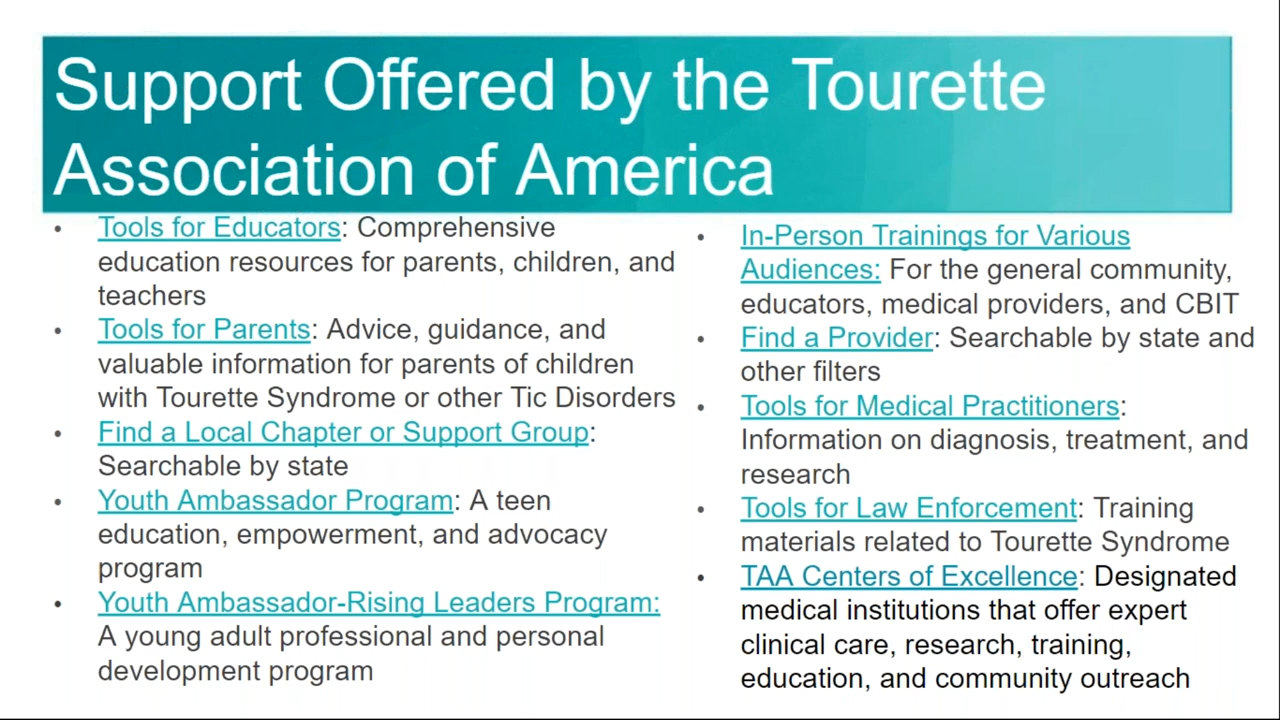 Support Offered by the Tourette
Association of America
• Tools for Educators: Comprehensive
education resources for parents, children, and
teachers
• Tools for Parents: Advice, guidance, and
valuable information for parents of children
with Tourette Syndrome or other Tic Disorders
• Find a Local Chapter or Support Group:
Searchable by state
• Youth Ambassador Program: A teen
education, empowerment, and advocacy
program
• Youth Ambassador-Rising Leaders Program:
A young adult professional and personal
development program
• In-Person Trainings for Various
Audiences: For the general community,
educators, medical providers, and CBIT
• Find a Provider: Searchable by state and
other filters
• Tools for Medical Practitioners:
Information on diagnosis, treatment, and
research
• Tools for Law Enforcement: Training
materials related to Tourette Syndrome
• TAA Centers of Excellence: Designated
medical institutions that offer expert
clinical care, research, training,
education, and community outreach